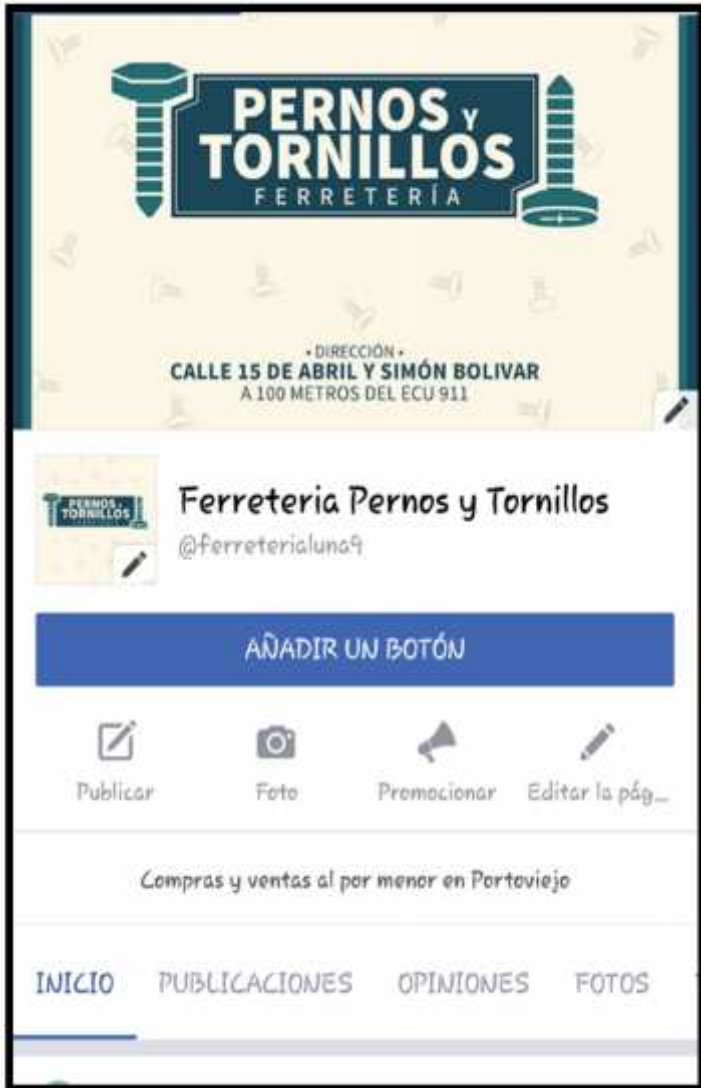 PERNOS Y
TORNILLOS
FERRETERÍA
• DIRECCIÓN •
CALLE 15 DE ABRIL Y SIMÓN BOLIVAR
A 100 METROS DEL ECU 911
PERNOS Y
TORNILLOS
Ferreteria Pernos y Tornillos
@ferreterialuna9
AÑADIR UN BOTÓN
Publicar Foto Promocionar Editar la pág...
Compras y ventas al por menor en Portoviejo
INICIO PUBLICACIONES OPINIONES FOTOS